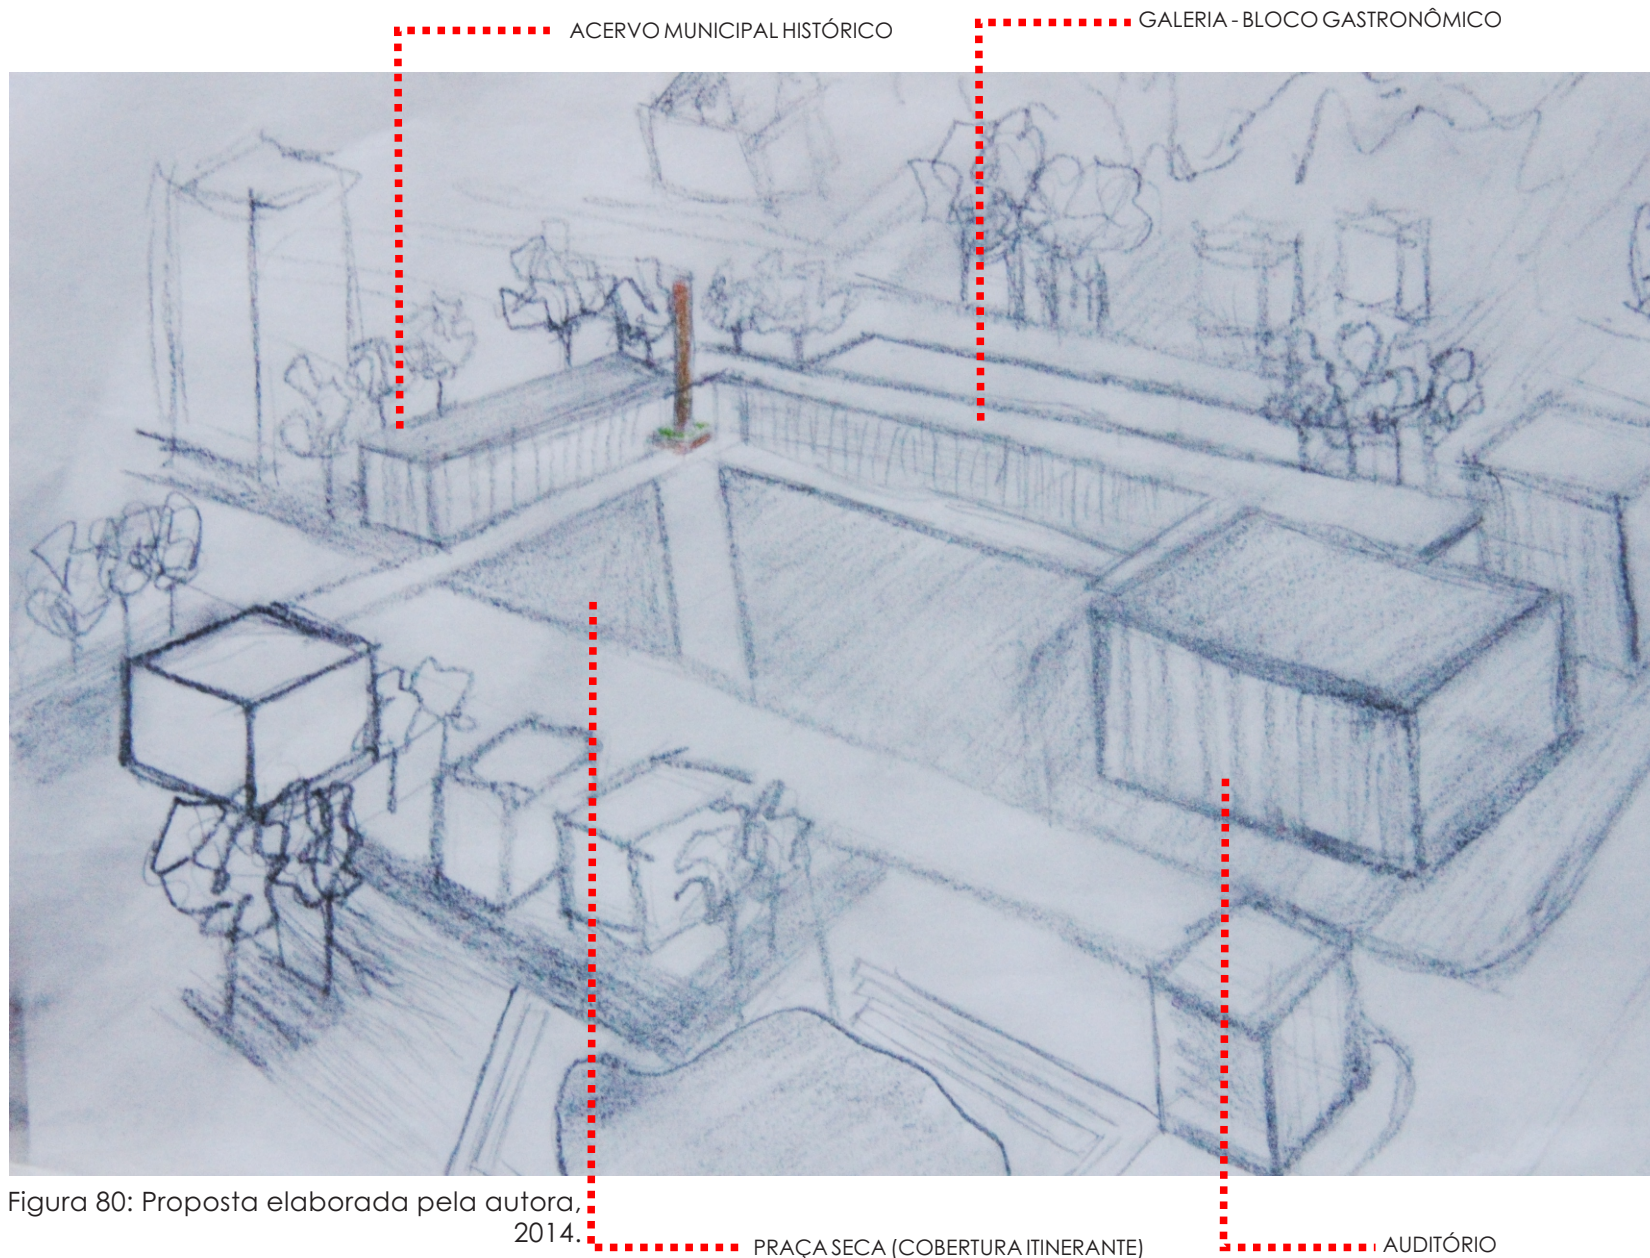 ACERVO MUNICIPAL HISTÓRICO
GALERIA - BLOCO GASTRONÔMICO
Figura 80: Proposta elaborada pela autora,
2014.
PRAÇA SECA (COBERTURA ITINERANTE)
AUDITÓRIO